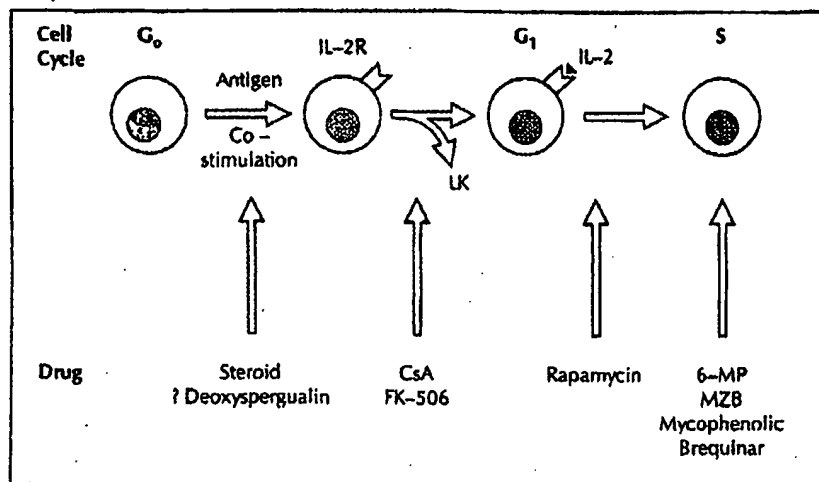 Cell Cycle
G₀
IL-2R
G₁
IL-2
S
Antigen
Co-
stimulation
LK
Drug
Steroid
? Deoxyspergualin
CsA
FK-506
Rapamycin
6-MP
MZB
Mycophenolic
Brequinar